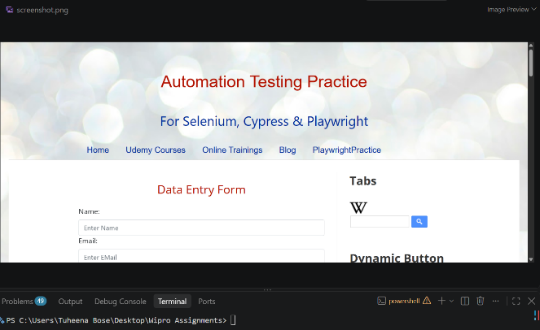 screenshot.png
Image Preview
Automation Testing Practice
For Selenium, Cypress & Playwright
Home Udemy Courses Online Trainings Blog PlaywrightPractice
Data Entry Form
Name:
Enter Name
Email:
Enter EMail
Tabs
W
Dynamic Button
Problems 49 Output Debug Console Terminal Ports
powershell
PS C:\Users\Tuheena Bose\Desktop\Wipro Assignments>